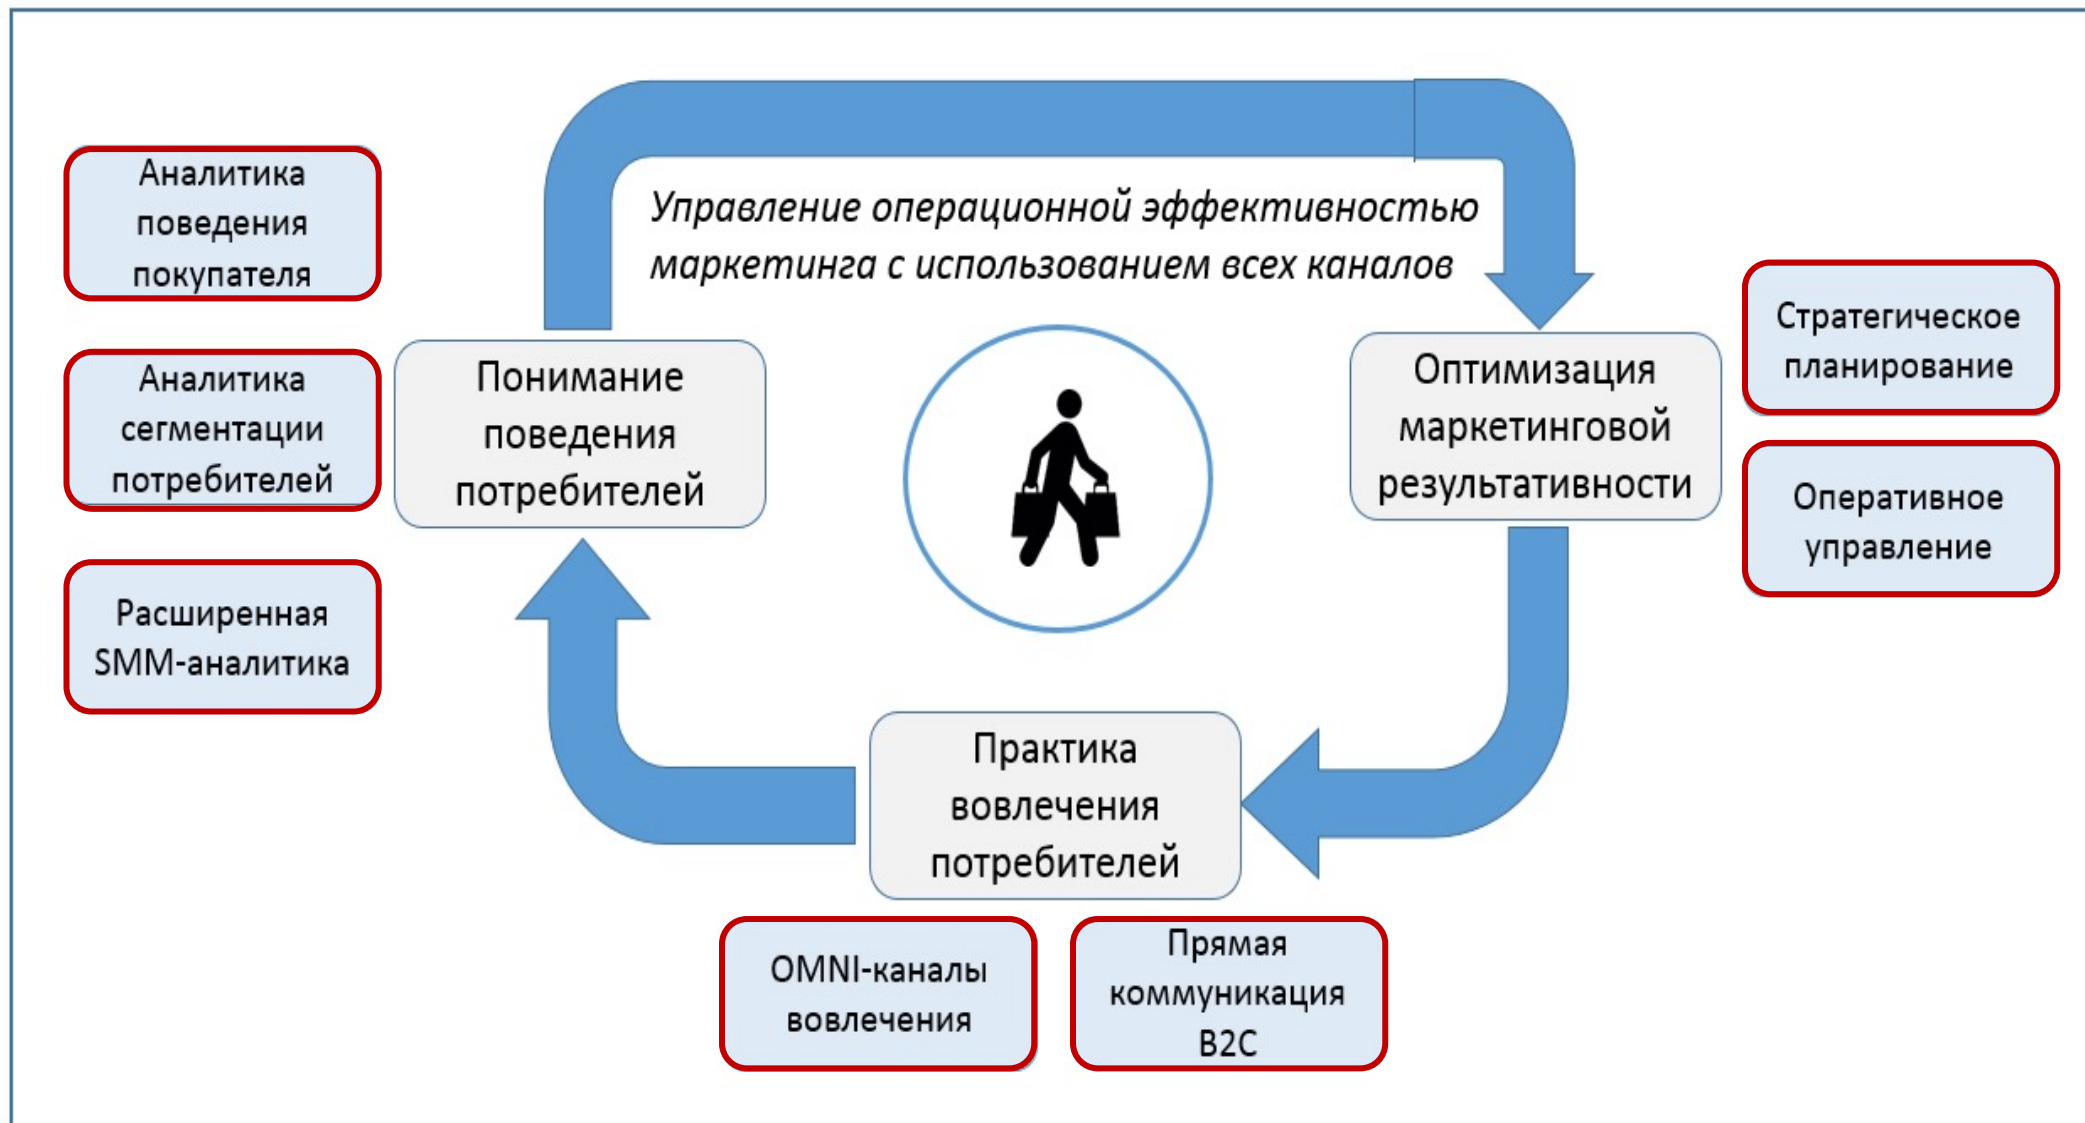 Управление операционной эффективностью
маркетинга с использованием всех каналов
Аналитика
поведения
покупателя
Аналитика
сегментации
потребителей
Расширенная
SMM-аналитика
Понимание
поведения
потребителей
Оптимизация
маркетинговой
результативности
Стратегическое
планирование
Оперативное
управление
Практика
вовлечения
потребителей
OMNI-каналы
вовлечения
Прямая
коммуникация
B2C